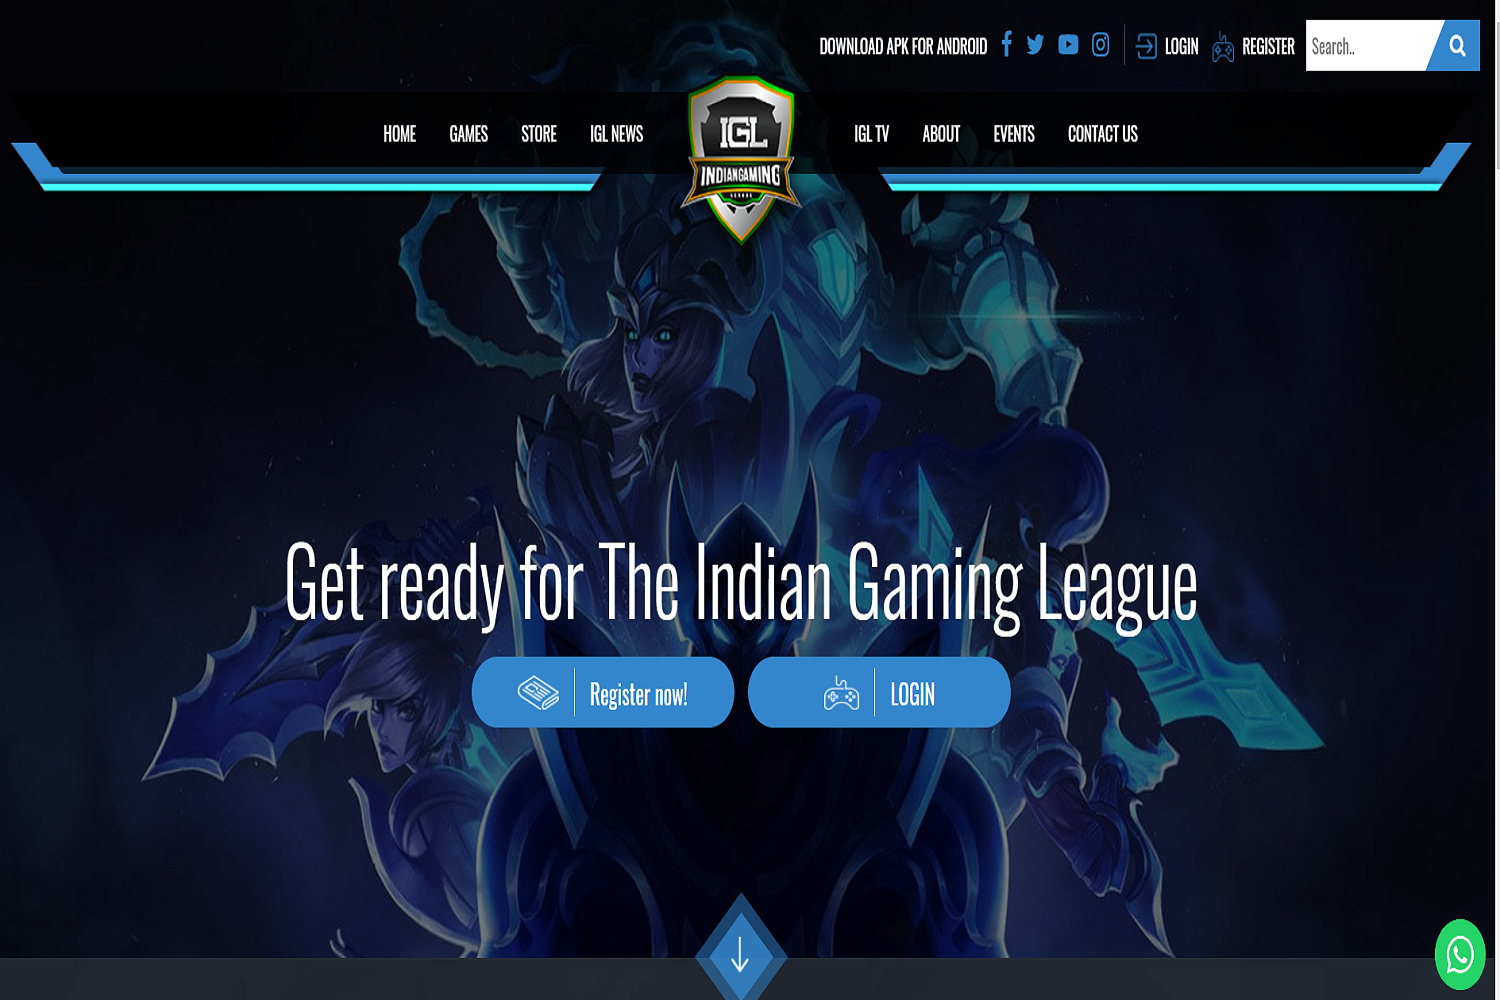 DOWNLOAD APK FOR ANDROID LOGIN REGISTER Search..
HOME GAMES STORE IGL NEWS IGL TV ABOUT EVENTS CONTACT US
IGL
INDIANGAMING
LEAGUE
Get ready for The Indian Gaming League
Register now! LOGIN